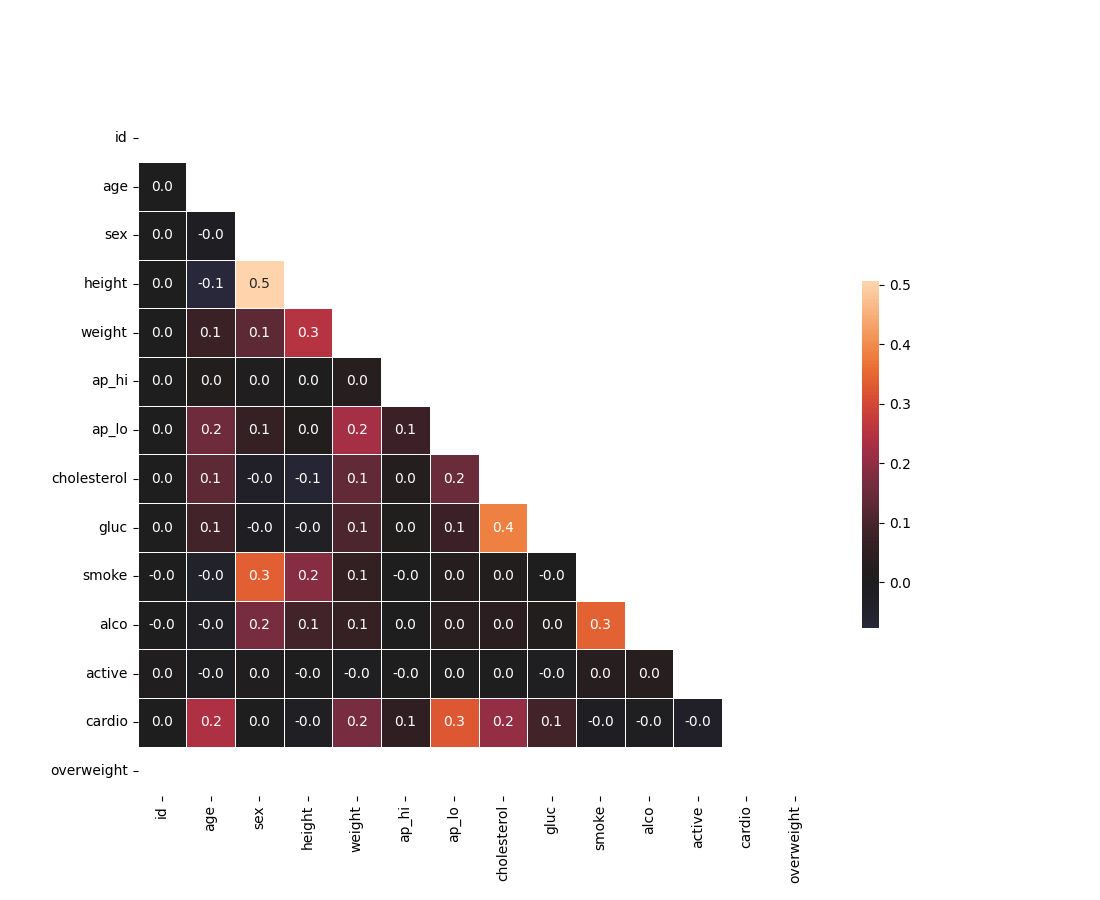 id
age 0.0
sex 0.0 -0.0
height 0.0 -0.1 0.5
weight 0.0 0.1 0.1 0.3
ap_hi 0.0 0.0 0.0 0.0 0.0
ap_lo 0.0 0.2 0.1 0.0 0.2 0.1
cholesterol 0.0 0.1 -0.0 -0.1 0.1 0.0 0.2
gluc 0.0 0.1 -0.0 -0.0 0.1 0.0 0.1 0.4
smoke -0.0 -0.0 0.3 0.2 0.1 -0.0 0.0 0.0 -0.0
alco -0.0 -0.0 0.2 0.1 0.1 0.0 0.0 0.0 0.0 0.3
active 0.0 -0.0 0.0 -0.0 -0.0 -0.0 0.0 0.0 -0.0 0.0 0.0
cardio 0.0 0.2 0.0 -0.0 0.2 0.1 0.3 0.2 0.1 -0.0 -0.0 -0.0
overweight
id age sex height weight ap_hi ap_lo cholesterol gluc smoke alco active cardio overweight
0.5
0.4
0.3
0.2
0.1
0.0